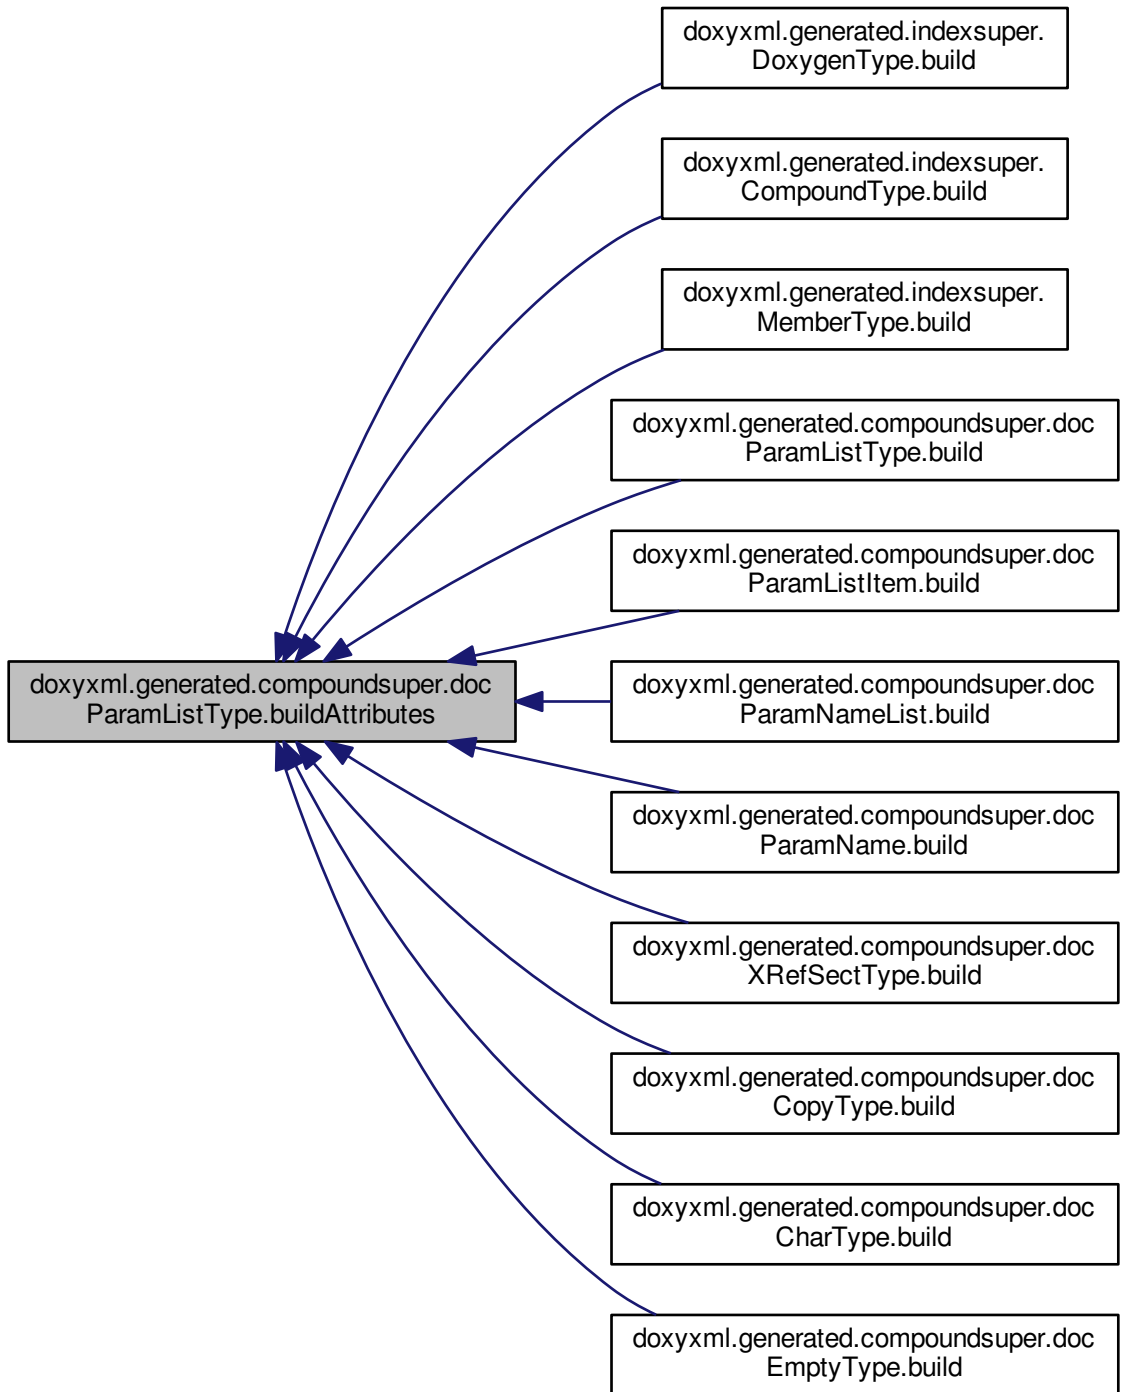 doxyxml.generated.indexsuper.
DoxygenType.build
doxyxml.generated.indexsuper.
CompoundType.build
doxyxml.generated.indexsuper.
MemberType.build
doxyxml.generated.compoundsuper.doc
ParamListType.build
doxyxml.generated.compoundsuper.doc
ParamListItem.build
doxyxml.generated.compoundsuper.doc
ParamListType.buildAttributes
doxyxml.generated.compoundsuper.doc
ParamNameList.build
doxyxml.generated.compoundsuper.doc
ParamName.build
doxyxml.generated.compoundsuper.doc
XRefSectType.build
doxyxml.generated.compoundsuper.doc
CopyType.build
doxyxml.generated.compoundsuper.doc
CharType.build
doxyxml.generated.compoundsuper.doc
EmptyType.build